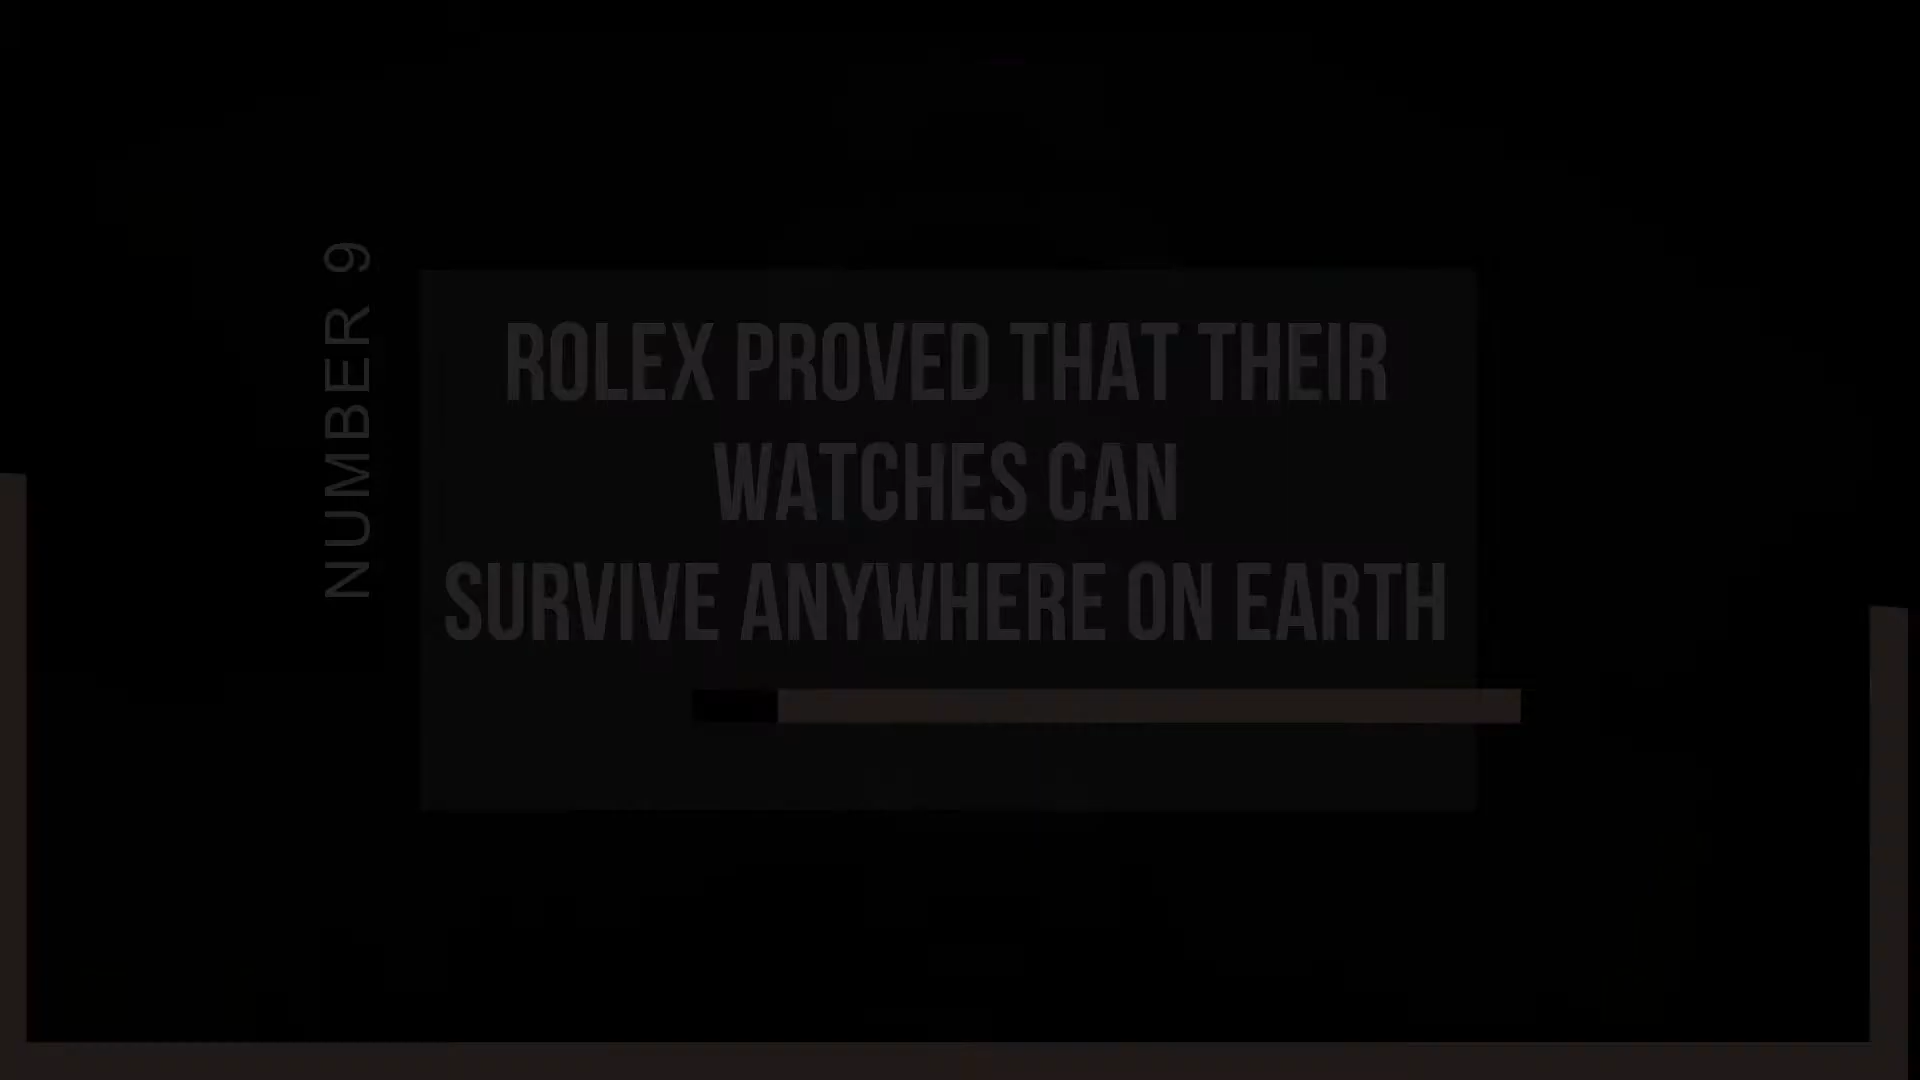 NUMBER 9
ROLEX PROVED THAT THEIR
WATCHES CAN
SURVIVE ANYWHERE ON EARTH